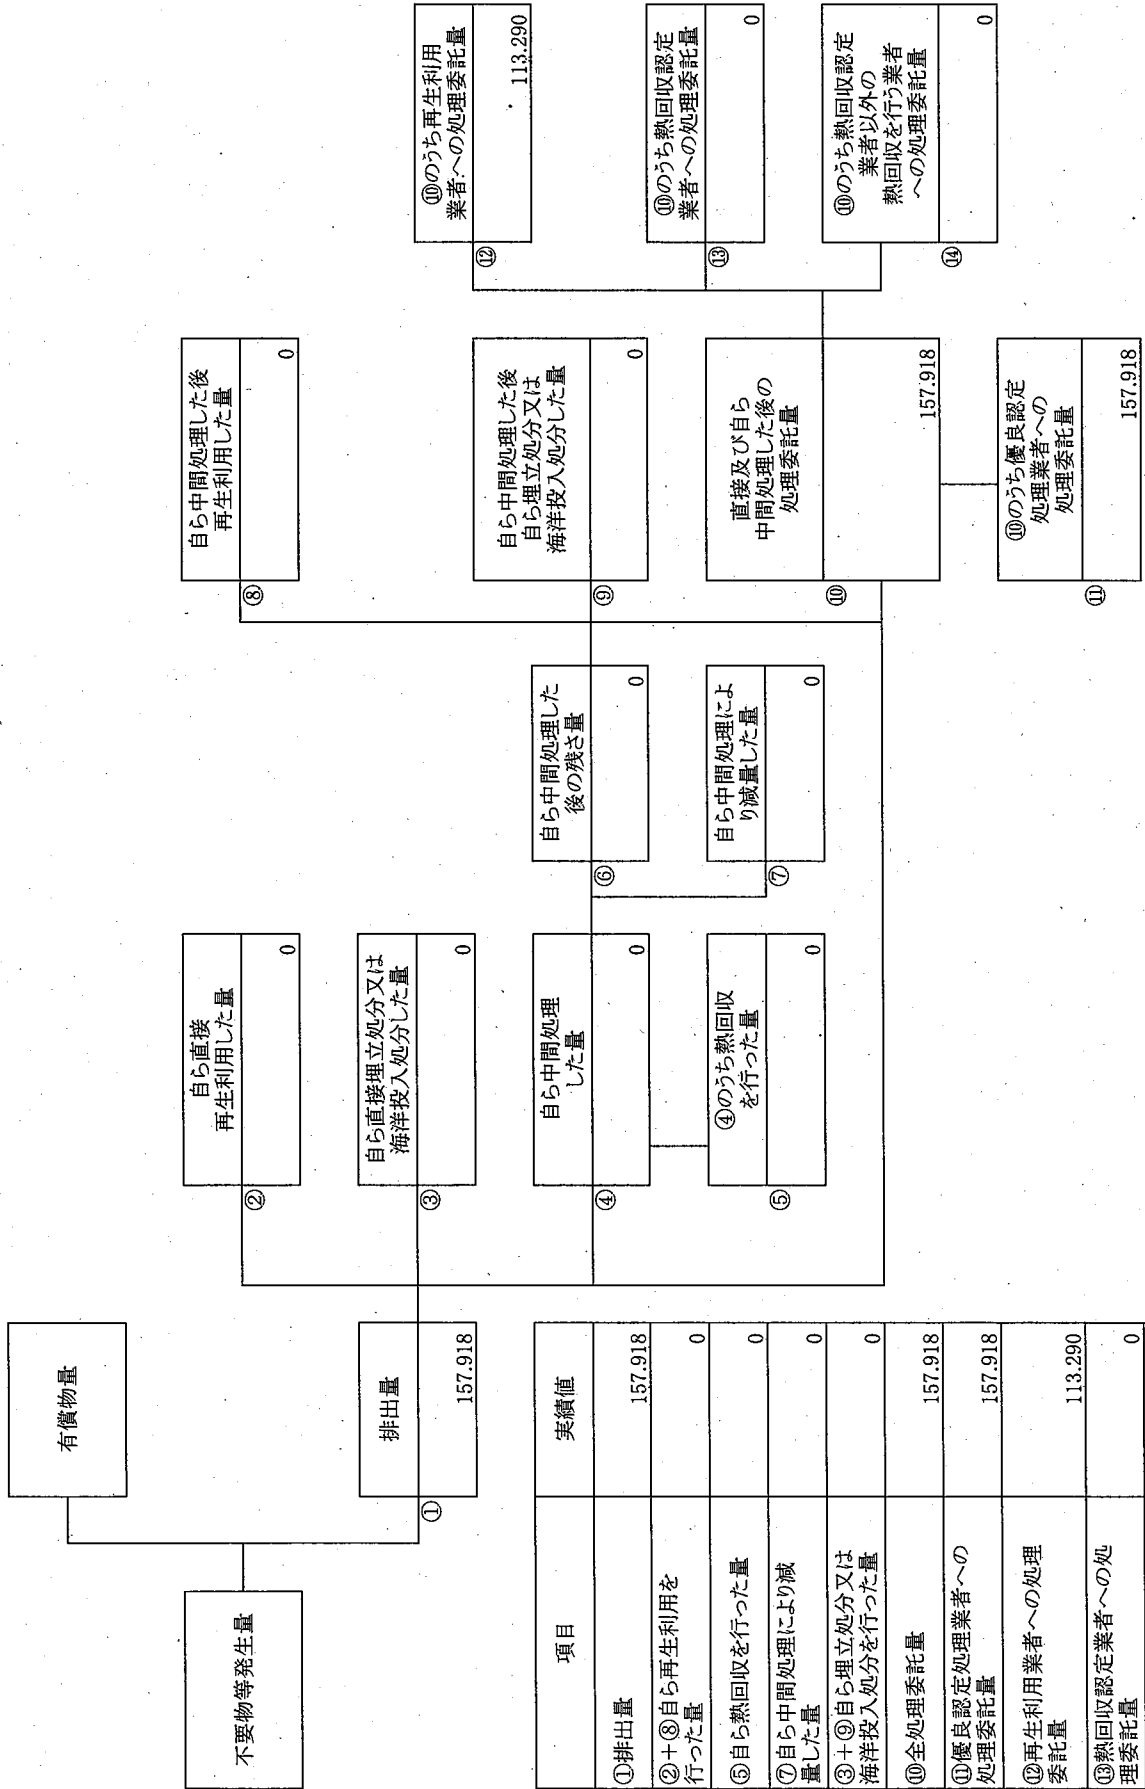 不要物等発生量
有償物量
排出量
①
157.918
自ら直接
再生利用した量
②
0
自ら直接埋立処分又は
海洋投入処分した量
③
0
自ら中間処理
した量
④
0
④のうち熱回収
を行った量
⑤
0
自ら中間処理した
後の残さ量
⑥
0
自ら中間処理によ
り減量した量
⑦
0
自ら中間処理した後
再生利用した量
⑧
0
自ら中間処理した後
自ら埋立処分又は
海洋投入処分した量
⑨
0
直接及び自ら
中間処理した後の
処理委託量
⑩
157.918
⑩のうち優良認定
処理業者への
処理委託量
⑪
157.918
⑩のうち再生利用
業者への処理委託量
⑫
113.290
⑩のうち熱回収認定
業者への処理委託量
⑬
0
⑩のうち熱回収認定
業者以外の
熱回収を行う業者
への処理委託量
⑭
0
項目 実績値
①排出量 157.918
②+⑧自ら再生利用を
行った量 0
⑤自ら熱回収を行った量 0
⑦自ら中間処理により減
量した量 0
③+⑨自ら埋立処分又は
海洋投入処分を行った量 0
⑩全処理委託量 157.918
⑪優良認定処理業者への
処理委託量 157.918
⑫再生利用業者への処理
委託量 113.290
⑬熱回収認定業者への処
理委託量 0